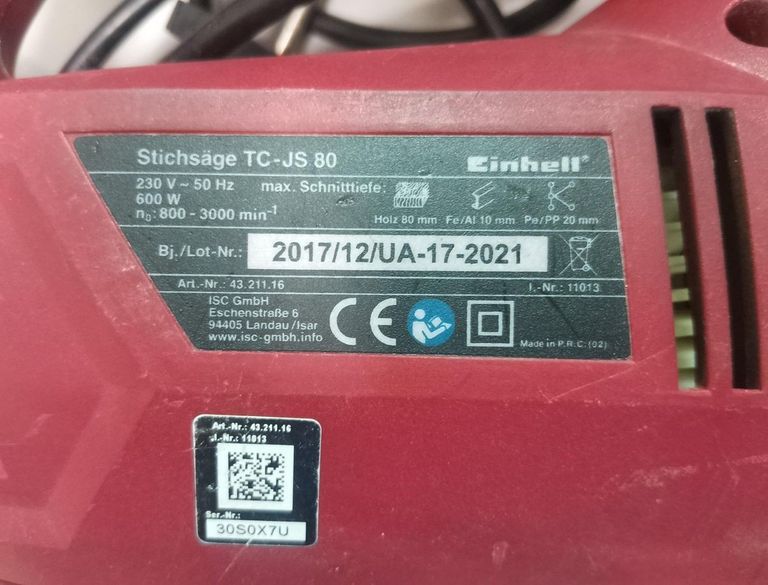 Stichsäge TC-JS 80
Einhell®
230 V ~ 50 Hz
600 W
n₀: 800 - 3000 min⁻¹
max. Schnitttiefe:
Holz 80 mm Fe/Al 10 mm Pe/PP 20 mm
Bj./Lot-Nr.: 2017/12/UA-17-2021
Art.-Nr.: 43.211.16
I.-Nr.: 11013
ISC GmbH
Eschenstraße 6
94405 Landau/Isar
www.isc-gmbh.info
CE
Made in P.R.C. (02)
Art.-Nr.: 43.211.16
I.-Nr.: 11013
Ser.-Nr.:
30S0X7U